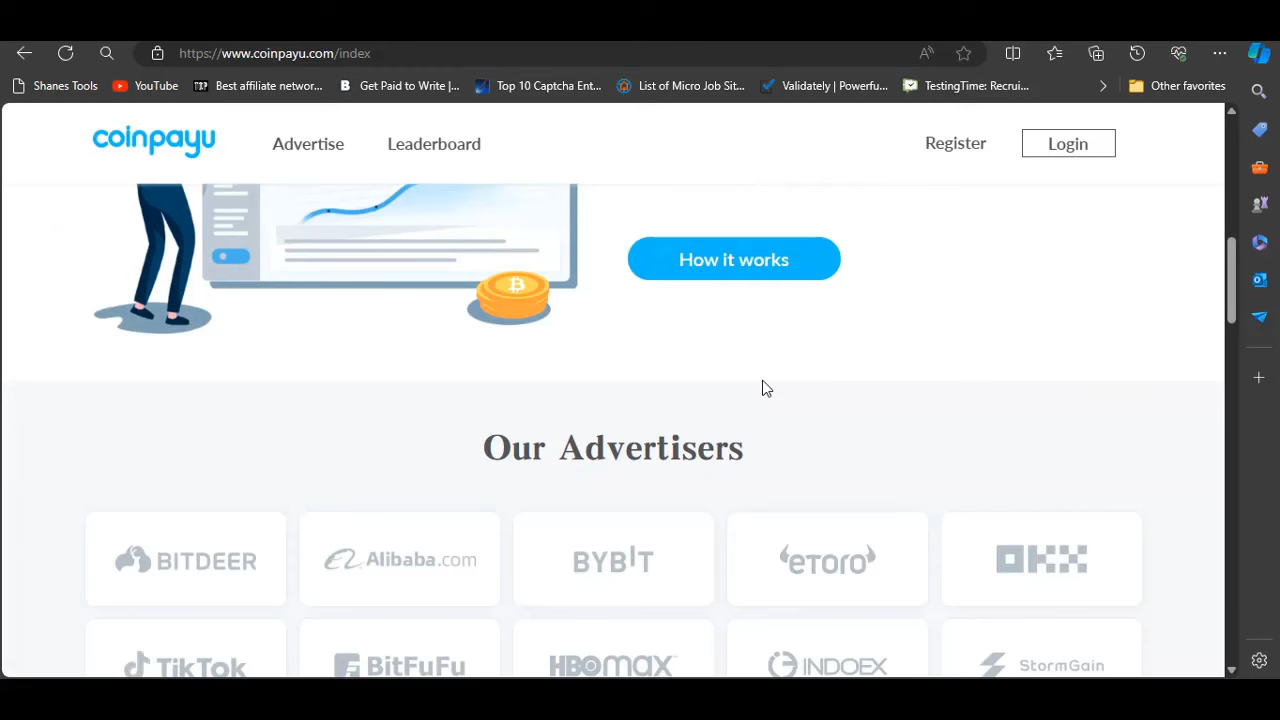 https://www.coinpayu.com/index
Shanes Tools
YouTube
Best affiliate networ...
Get Paid to Write |...
Top 10 Captcha Ent...
List of Micro Job Sit...
Validately | Powerfu...
TestingTime: Recrui...
Other favorites
coinpayu
Advertise
Leaderboard
Register
Login
How it works
Our Advertisers
BITDEER
Alibaba.com
BYBIT
eToro
OKX
TikTok
BitFuFu
HBOMAX
INDOEX
StormGain